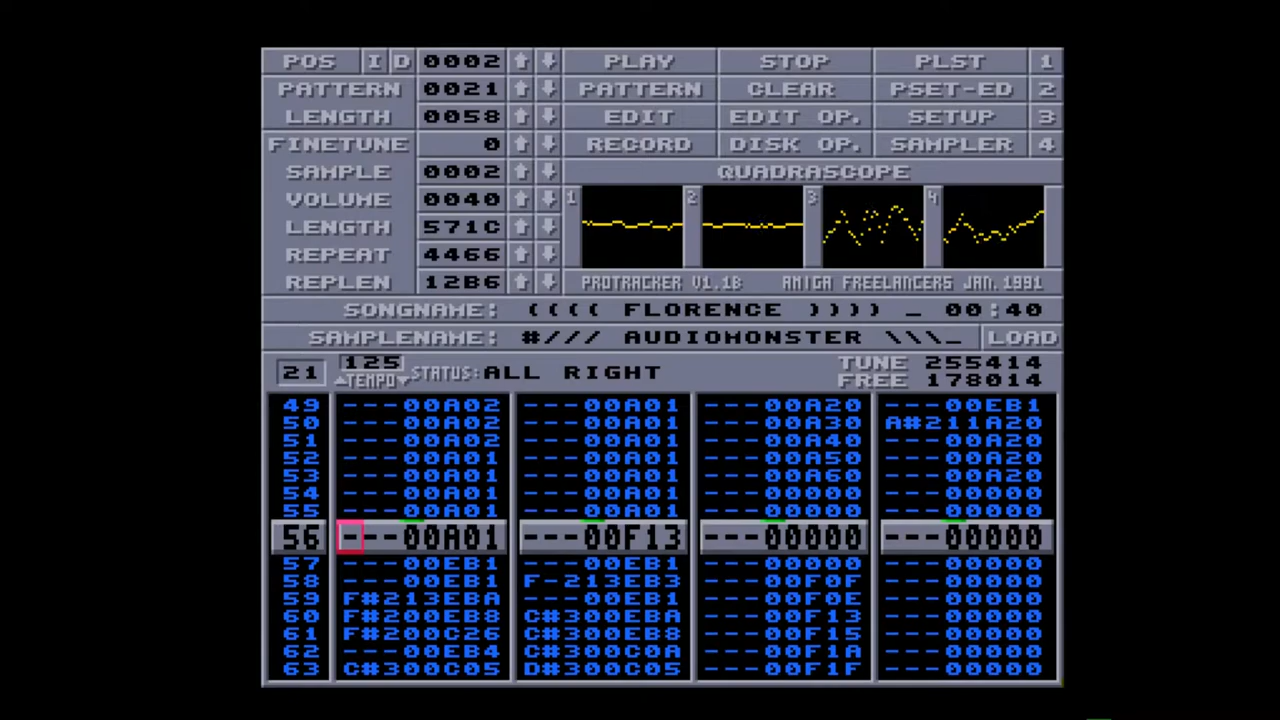 POS I D 0002 PLAY STOP PLST 1
PATTERN 0021 PATTERN CLEAR PSET-ED 2
LENGTH 0058 EDIT EDIT OP. SETUP 3
FINETUNE 0 RECORD DISK OP. SAMPLER 4
SAMPLE 0002 QUADRASCOPE
VOLUME 0040 1 2 3 4
LENGTH 571C
REPEAT 4466
REPLEN 12B6 PROTRACKER V1.1B AMIGA FREELANCERS JAN.1991
SONGNAME: (((( FLORENCE )))) _ 00:40
SAMPLENAME: #/// AUDIOMONSTER \\\_ LOAD
21 125 TEMPO STATUS:ALL RIGHT TUNE 255414
FREE 178014
49 ---00A02 ---00A01 ---00A20 ---00EB1
50 ---00A02 ---00A01 ---00A30 A#211A20
51 ---00A02 ---00A01 ---00A40 ---00A20
52 ---00A01 ---00A01 ---00A50 ---00A20
53 ---00A01 ---00A01 ---00A60 ---00A20
54 ---00A01 ---00A01 ---00000 ---00000
55 ---00A01 ---00A01 ---00000 ---00000
56 ---00A01 ---00F13 ---00000 ---00000
57 ---00EB1 ---00EB1 ---00000 ---00000
58 ---00EB1 F-213EB3 ---00F0F ---00000
59 F#213EBA ---00EB1 ---00F0E ---00000
60 F#200EB8 C#300EBA ---00F13 ---00000
61 F#200C26 C#300EB8 ---00F15 ---00000
62 ---00EB4 C#300C0A ---00F1A ---00000
63 C#300C05 D#300C05 ---00F1F ---00000